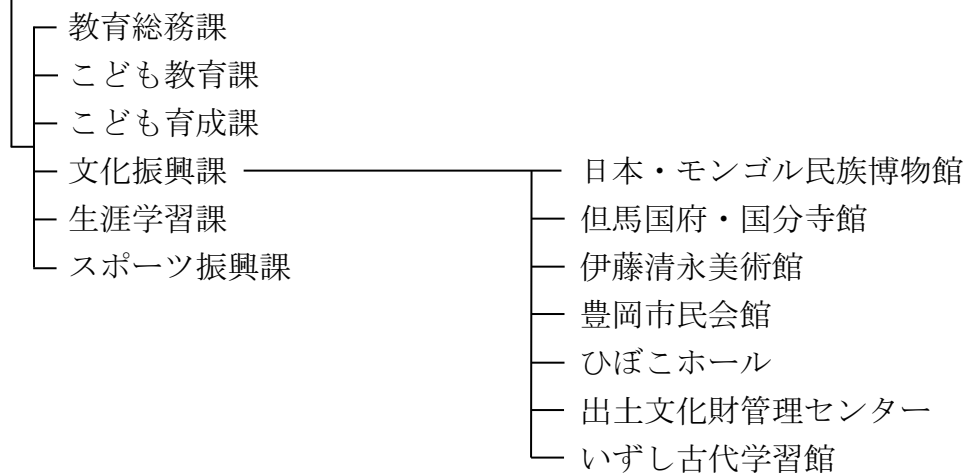 教育総務課
こども教育課
こども育成課
文化振興課
日本・モンゴル民族博物館
生涯学習課
但馬国府・国分寺館
スポーツ振興課
伊藤清永美術館
豊岡市民会館
ひぼこホール
出土文化財管理センター
いずし古代学習館